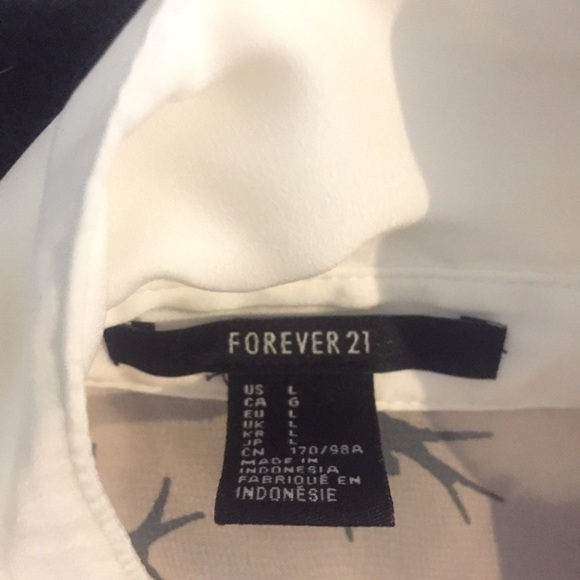 FOREVER 21
US L
CA G
EU L
UK L
KR L
JP L
CN 170/98A
MADE IN
INDONESIA
FABRIQUÉ EN
INDONÉSIE